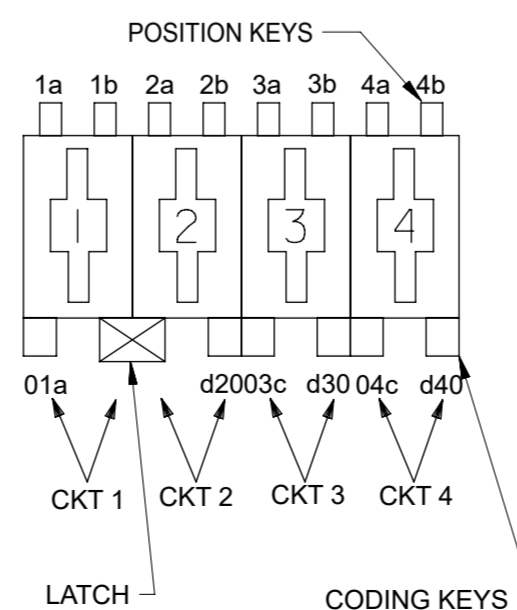 POSITION KEYS
1a 1b 2a 2b 3a 3b 4a 4b
1 2 3 4
01a d2003c d30 04c d40
CKT 1 CKT 2 CKT 3 CKT 4
LATCH CODING KEYS